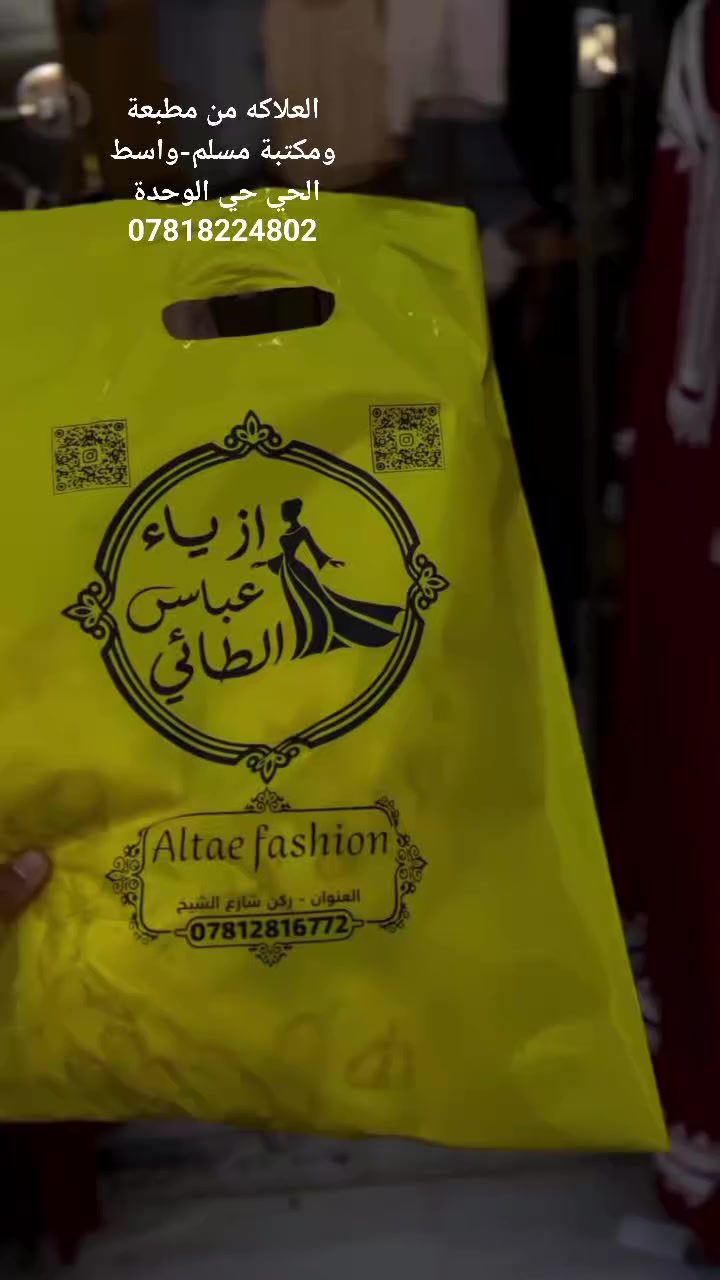 العلاكه من مطبعة
ومكتبة مسلم-واسط
الحي حي الوحدة
07818224802
ازياء
عباس
الطائي
Altae fashion
العنوان - ركن شارع الشيخ
07812816772